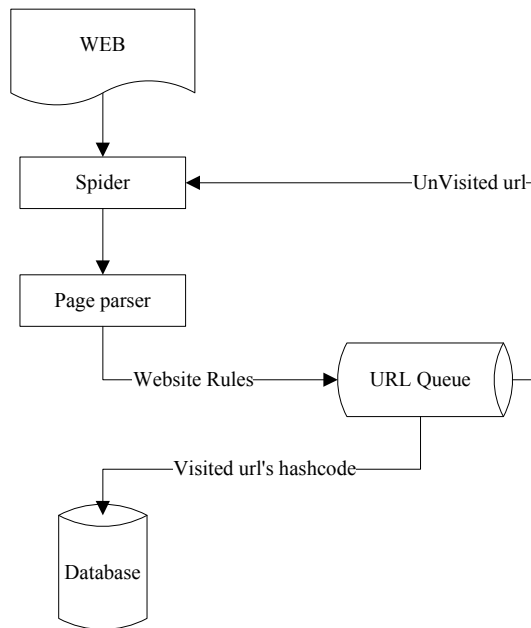 WEB
Spider
UnVisited url
Page parser
Website Rules
URL Queue
Visited url's hashcode
Database